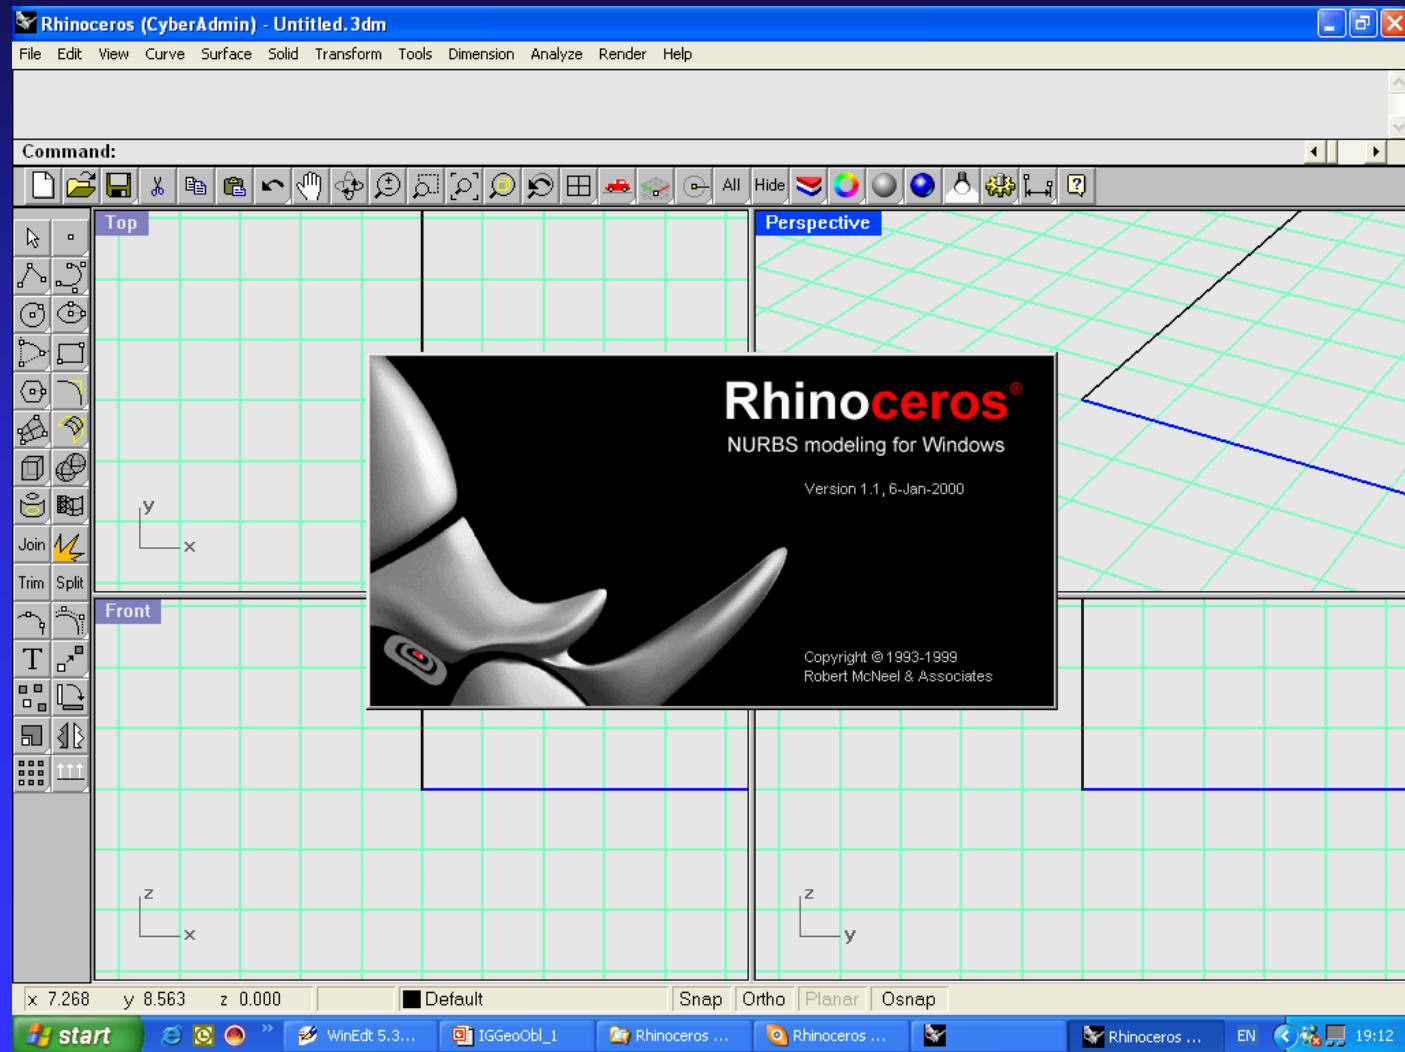 Rhinoceros (CyberAdmin) - Untitled.3dm
File Edit View Curve Surface Solid Transform Tools Dimension Analyze Render Help
Command:
All Hide
Top
Perspective
Rhinoceros®
NURBS modeling for Windows
Version 1.1, 6-Jan-2000
y
x
Join
Trim Split
Front
T
Copyright © 1993-1999
Robert McNeel & Associates
z
x
z
y
x 7.268 y 8.563 z 0.000 Default Snap Ortho Planar Osnap
start » WinEdt 5.3... IGGeoObl_1 Rhinoceros ... Rhinoceros ... Rhinoceros ... EN 19:12